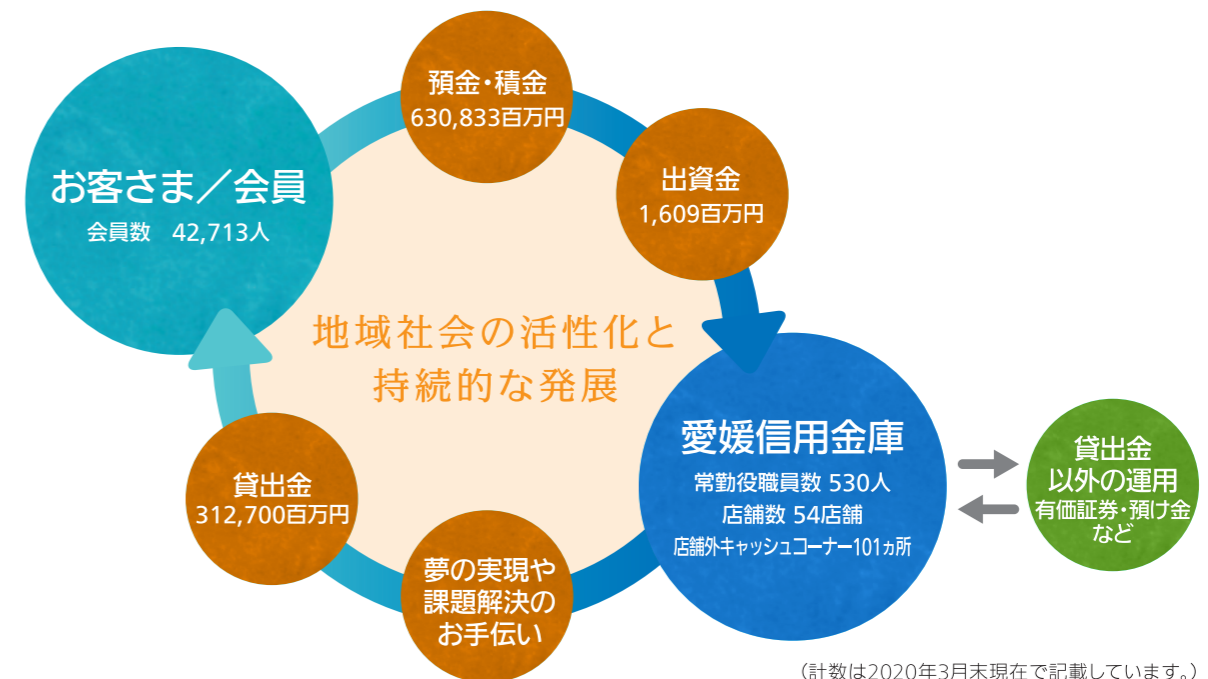 預金・積金
630,833百万円
出資金
1,609百万円
お客さま／会員
会員数　42,713人
地域社会の活性化と
持続的な発展
愛媛信用金庫
常勤役職員数 530人
店舗数 54店舗
店舗外キャッシュコーナー101ヵ所
貸出金
以外の運用
有価証券・預け金
など
貸出金
312,700百万円
夢の実現や
課題解決の
お手伝い
（計数は2020年3月末現在で記載しています。）